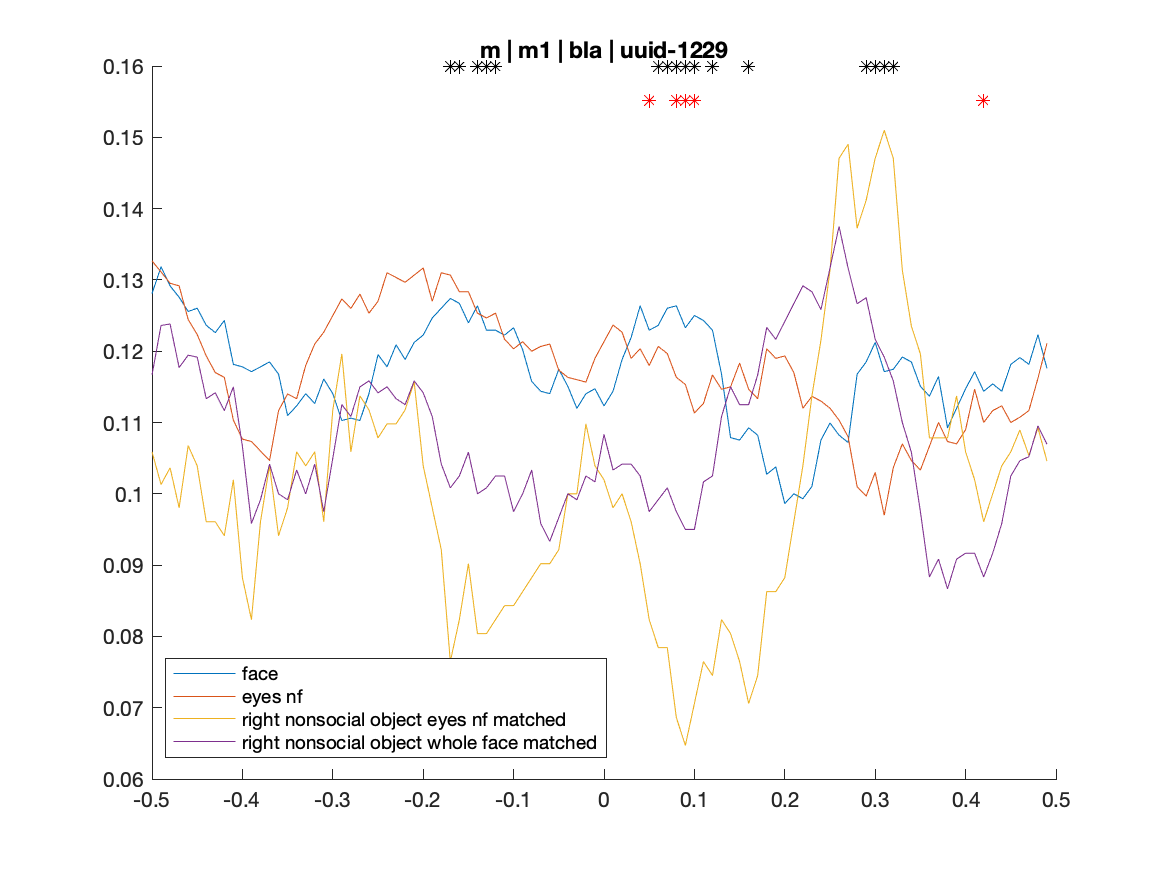 m | m1 | bla | uuid-1229
0.16
0.15
0.14
0.13
0.12
0.11
0.1
0.09
0.08
0.07
0.06
face
eyes nf
right nonsocial object eyes nf matched
right nonsocial object whole face matched
-0.5 -0.4 -0.3 -0.2 -0.1 0 0.1 0.2 0.3 0.4 0.5